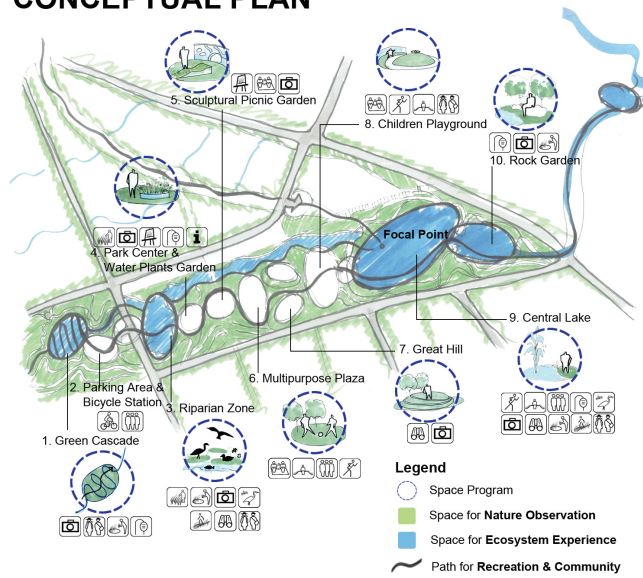 CONCEPTUAL PLAN
5. Sculptural Picnic Garden
8. Children Playground
10. Rock Garden
4. Park Center &
Water Plants Garden
i
Focal Point
9. Central Lake
7. Great Hill
6. Multipurpose Plaza
2. Parking Area &
Bicycle Station
3. Riparian Zone
1. Green Cascade
Legend
Space Program
Space for Nature Observation
Space for Ecosystem Experience
Path for Recreation & Community